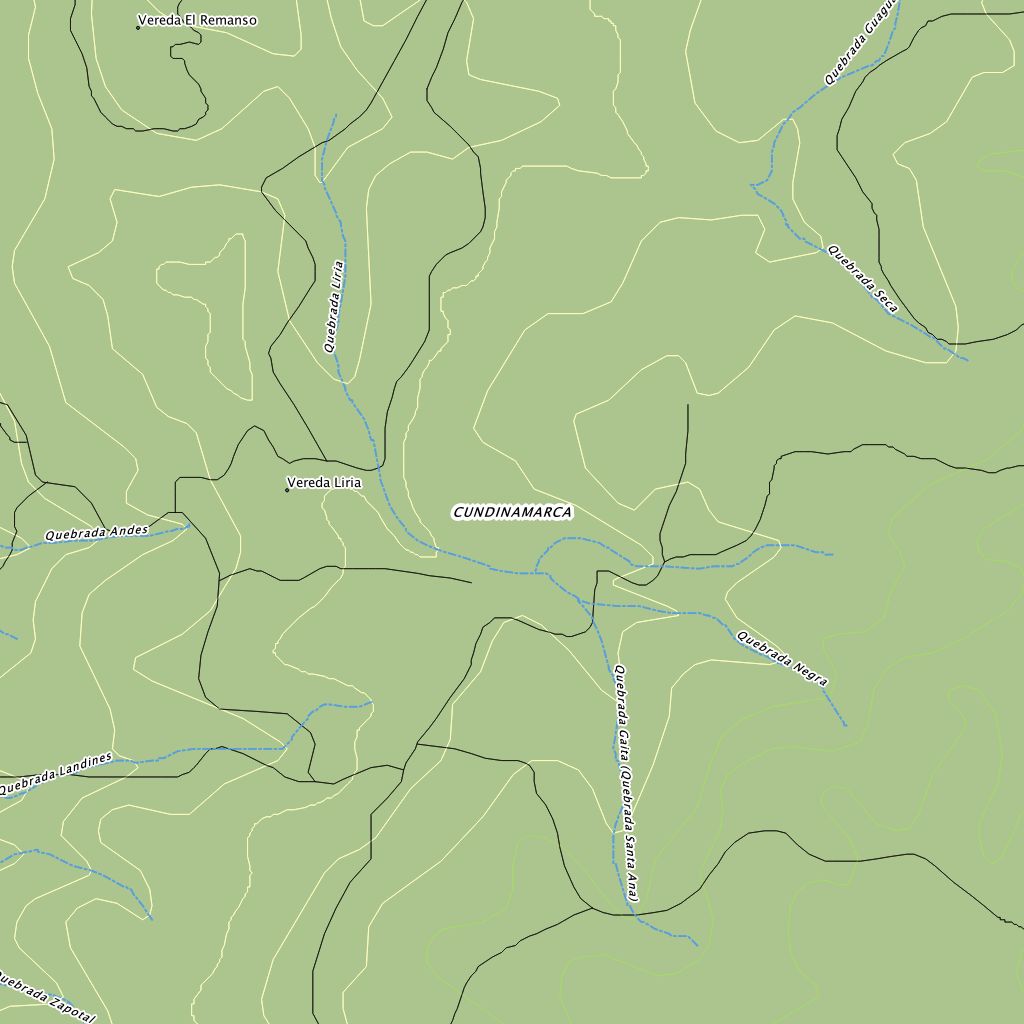 Vereda El Remanso
Quebrada Guagua
Quebrada Seca
Quebrada Liria
Vereda Liria
CUNDINAMARCA
Quebrada Andes
Quebrada Negra
Quebrada Gaita (Quebrada Santa Ana)
Quebrada Landines
Quebrada Zapotal